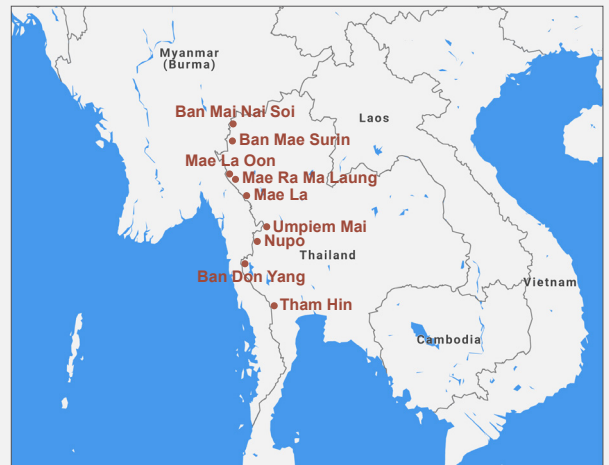 Myanmar
(Burma)
Ban Mai Nai Soi
Laos
Ban Mae Surin
Mae La Oon
Mae Ra Ma Laung
Mae La
Umpiem Mai
Nupo
Thailand
Ban Don Yang
Vietnam
Tham Hin
Cambodia